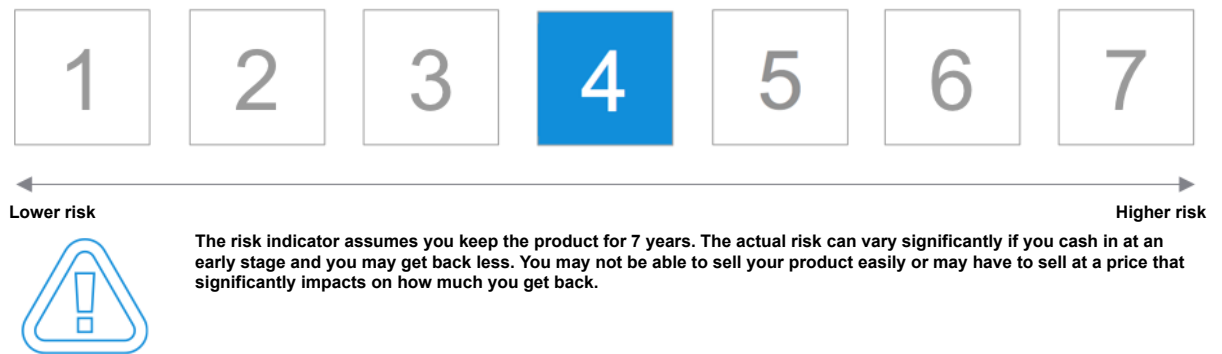 1 2 3 4 5 6 7
Lower risk Higher risk
The risk indicator assumes you keep the product for 7 years. The actual risk can vary significantly if you cash in at an
early stage and you may get back less. You may not be able to sell your product easily or may have to sell at a price that
significantly impacts on how much you get back.